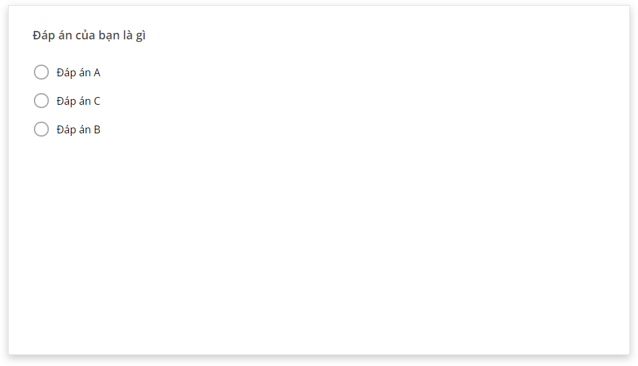 Đáp án của bạn là gì
Đáp án A
Đáp án C
Đáp án B